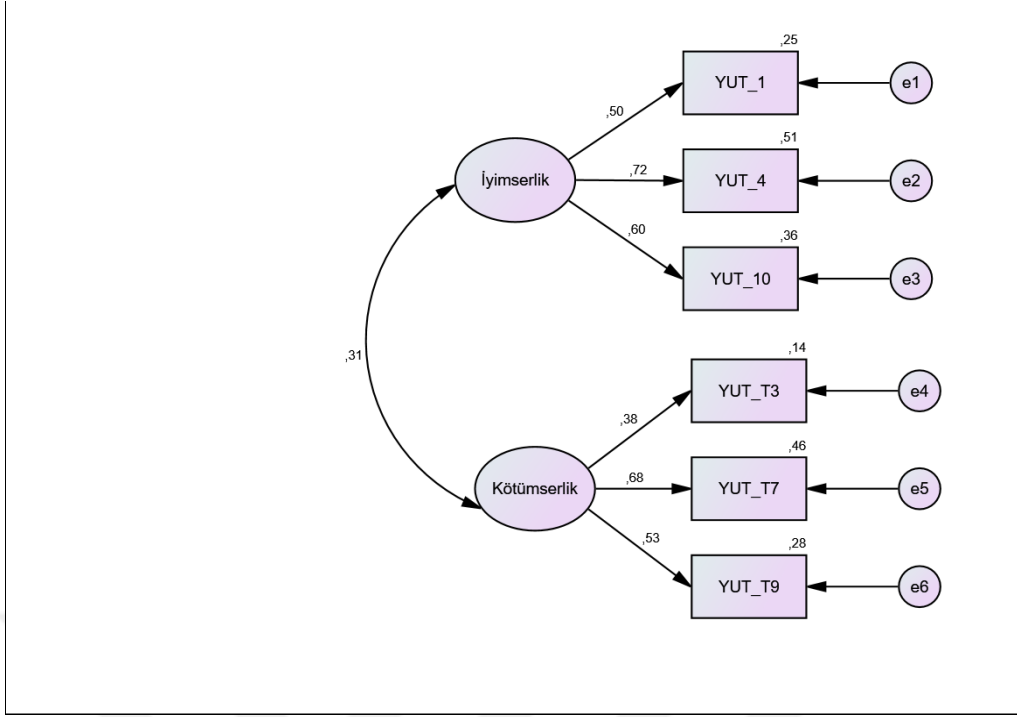 ,25
YUT_1
e1
,50
,51
İyimserlik
,72
YUT_4
e2
,60
,36
YUT_10
e3
,31
,14
YUT_T3
e4
,38
,46
Kötümserlik
,68
YUT_T7
e5
,53
,28
YUT_T9
e6